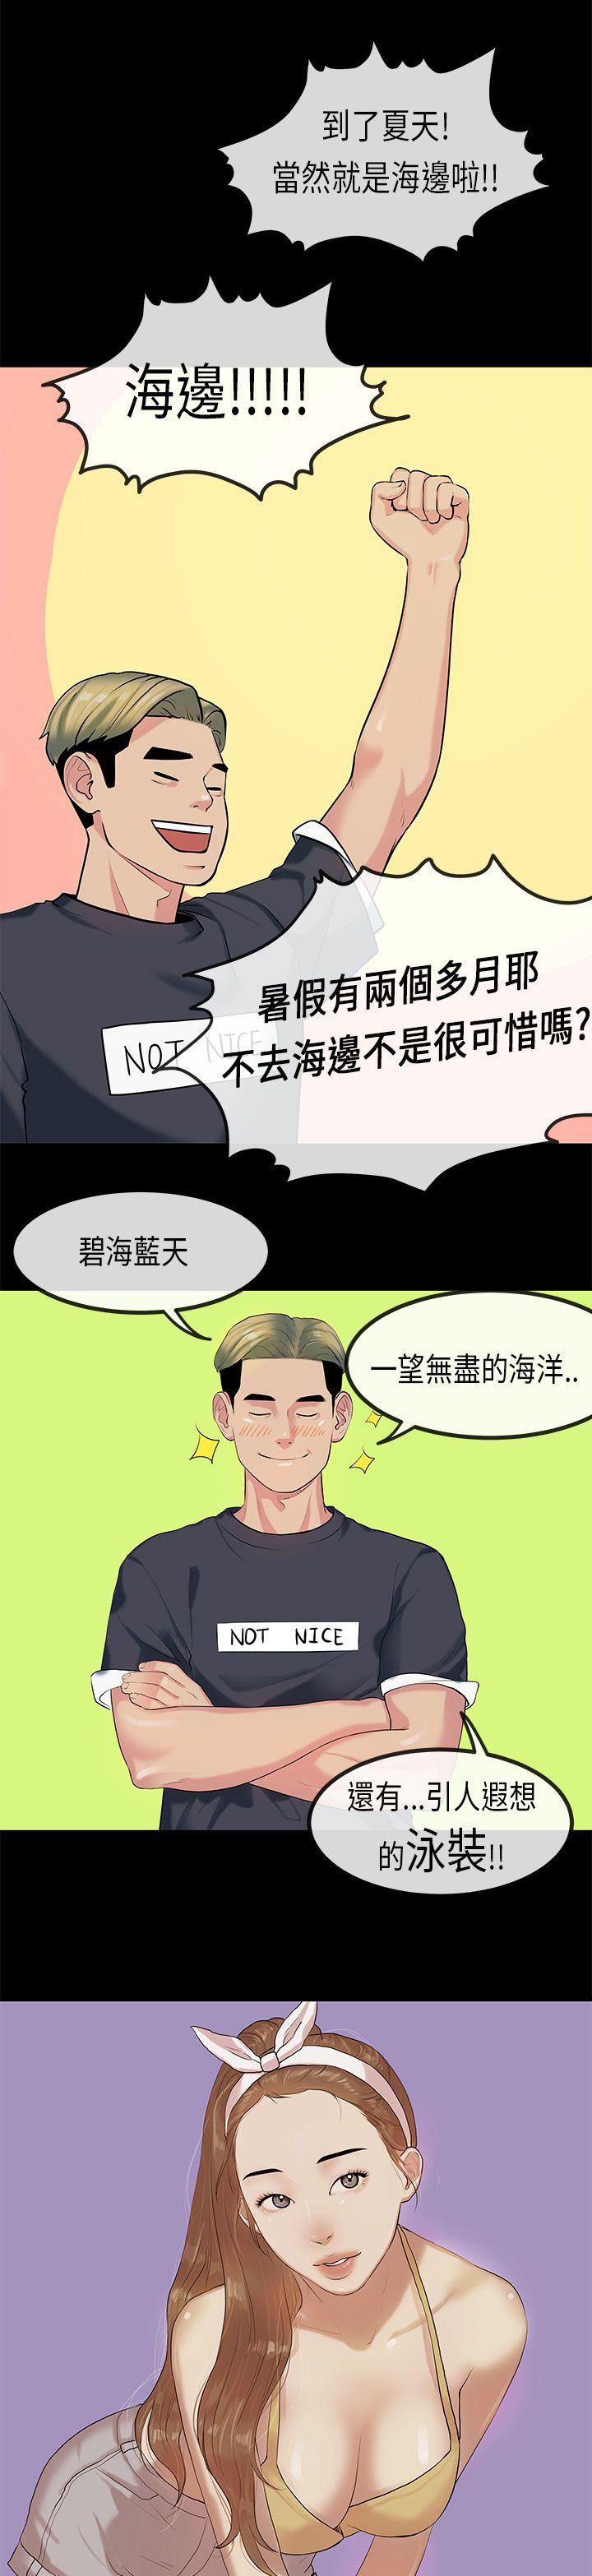 到了夏天!
當然就是海邊啦!!
海邊!!!!!
NOT NICE
暑假有兩個多月耶
不去海邊不是很可惜嗎?
碧海藍天
一望無盡的海洋..
NOT NICE
還有...引人遐想
的泳裝!!